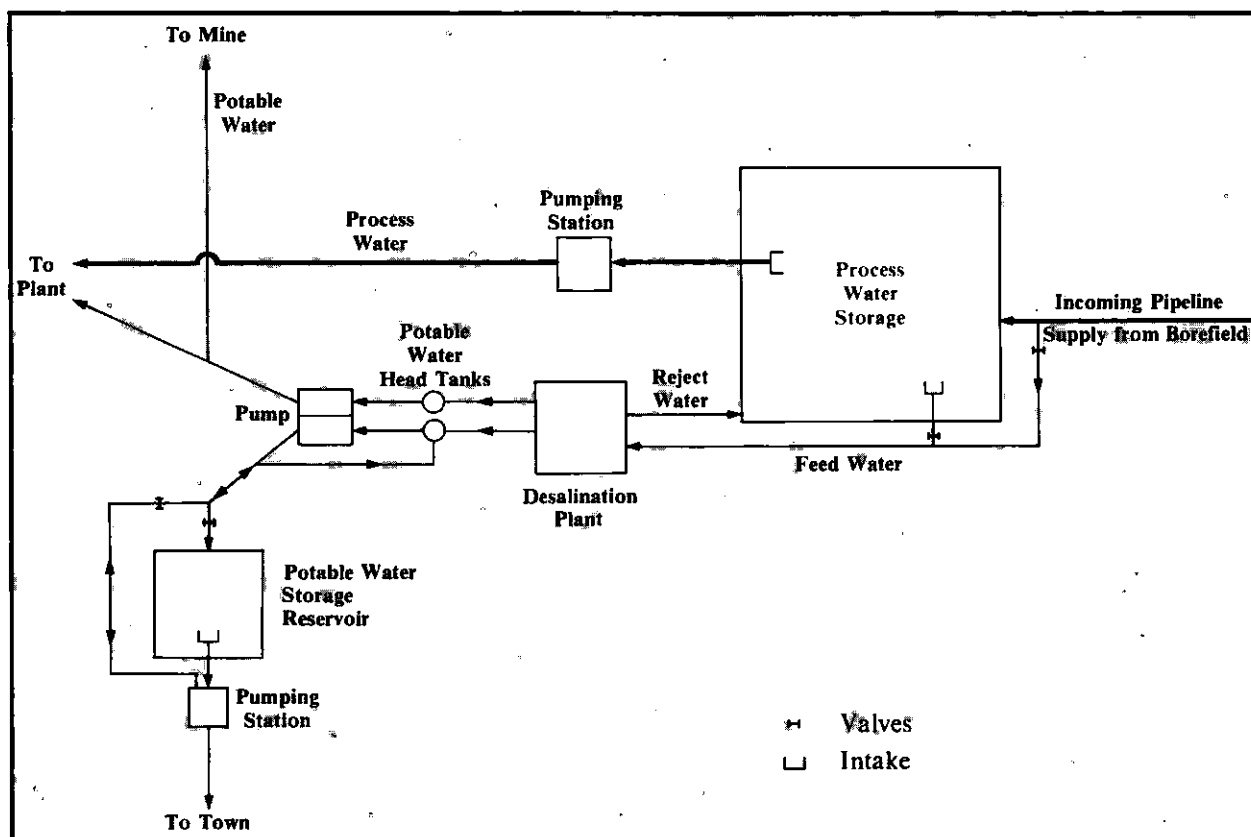 To Mine
Potable
Water
Pumping
Station
Process
Water
To
Plant
Process
Water
Storage
Incoming Pipeline
Supply from Borefield
Potable
Water
Head Tanks
Reject
Water
Pump
Feed Water
Desalination
Plant
Potable Water
Storage
Reservoir
Pumping
Station
Valves
Intake
To Town